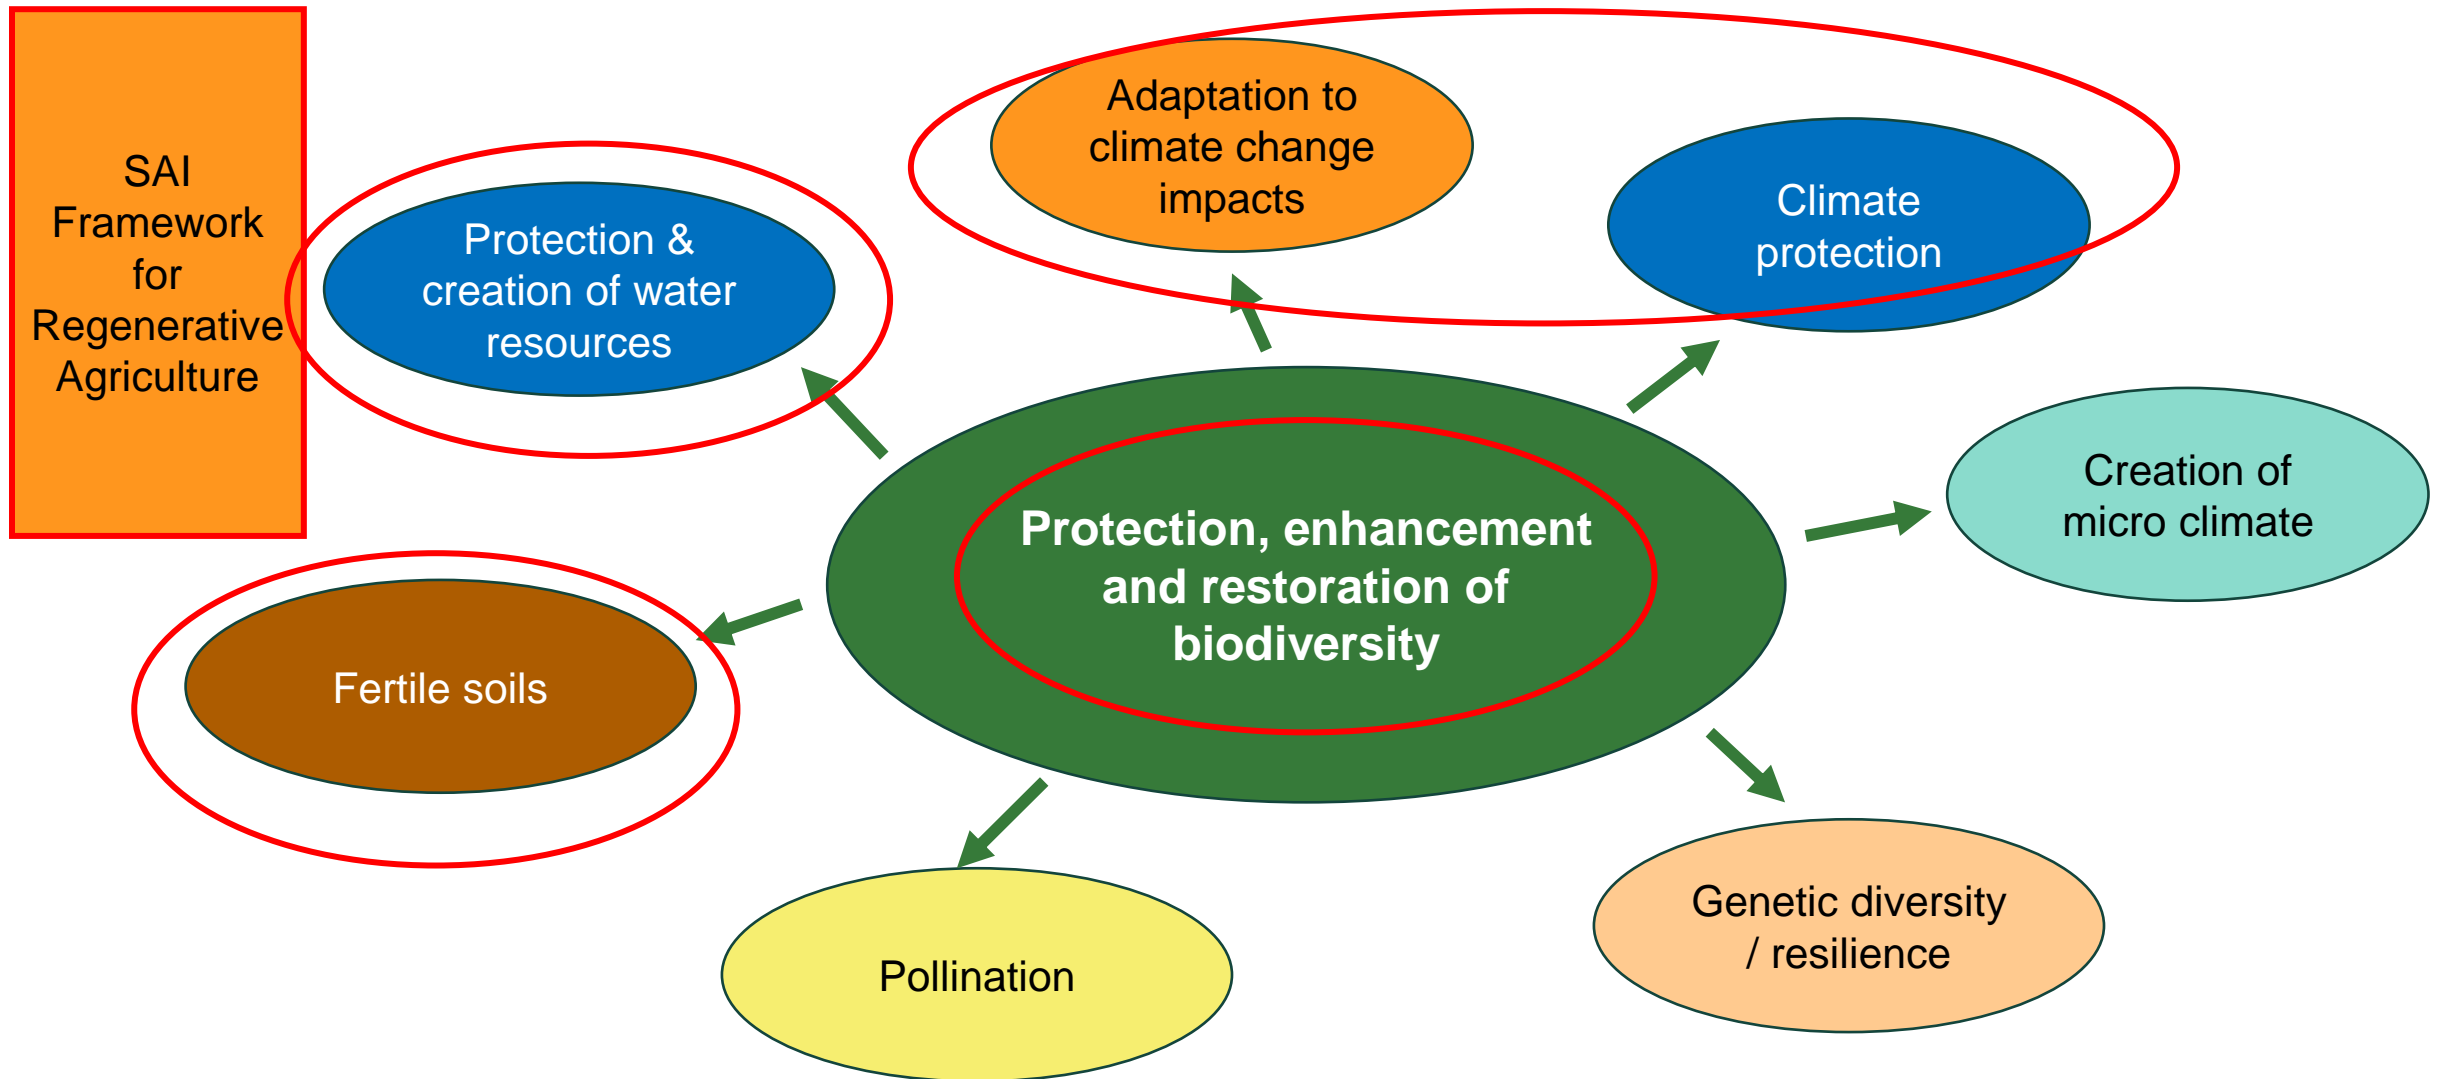 SAI
Framework
for
Regenerative
Agriculture
Protection &
creation of water
resources
Adaptation to
climate change
impacts
Climate
protection
Creation of
micro climate
Protection, enhancement
and restoration of
biodiversity
Fertile soils
Pollination
Genetic diversity
/ resilience